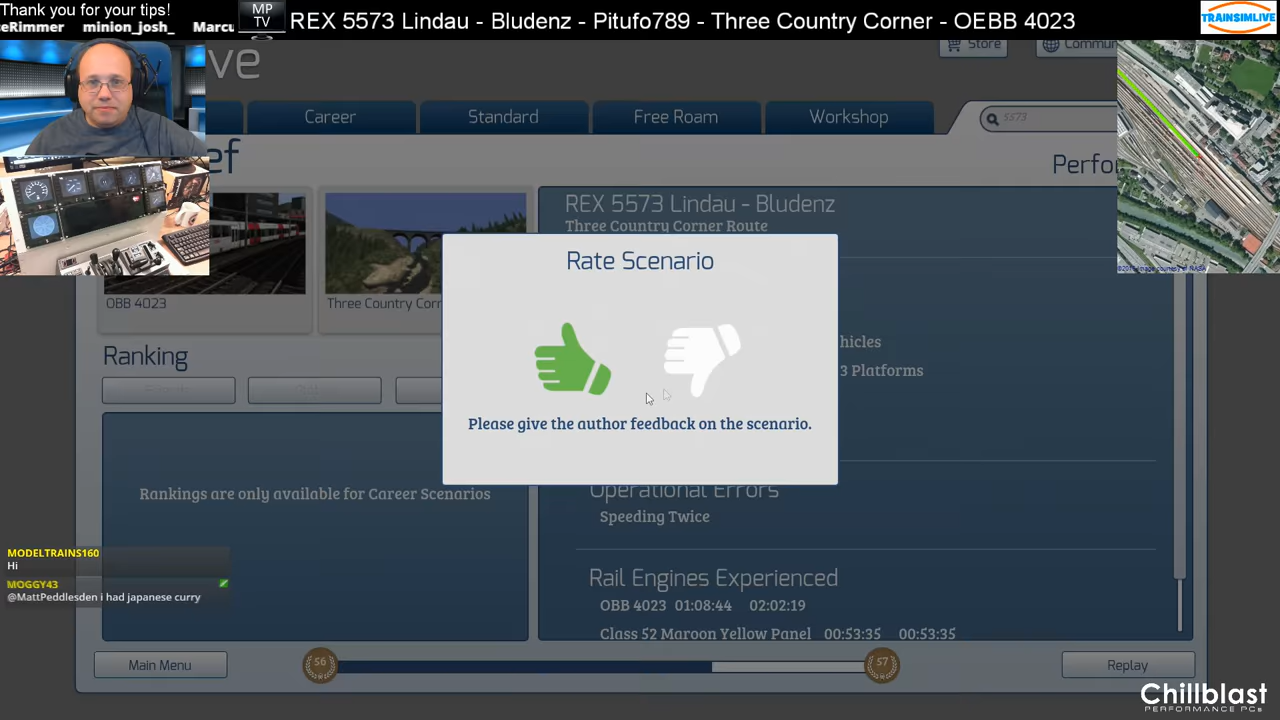 Thank you for your tips!
eRimmer minion_josh_ Marcu
MP
TV
REX 5573 Lindau - Bludenz - Pitufo789 - Three Country Corner - OEBB 4023
TRAINSIMLIVE
ve
Store
Commun
Career
Standard
Free Roam
Workshop
5573
ef
Perfo
OBB 4023
Three Country Corr
REX 5573 Lindau - Bludenz
Three Country Corner Route
Rate Scenario
hicles
3 Platforms
Please give the author feedback on the scenario.
Ranking
Rankings are only available for Career Scenarios
Operational Errors
Speeding Twice
Rail Engines Experienced
OBB 4023 01:08:44 02:02:19
Class 52 Maroon Yellow Panel 00:53:35 00:53:35
MODELTRAINS160
Hi
MOGGY43
@MattPeddlesden i had japanese curry
Main Menu
56
57
Replay
Chillblast
PERFORMANCE PCs